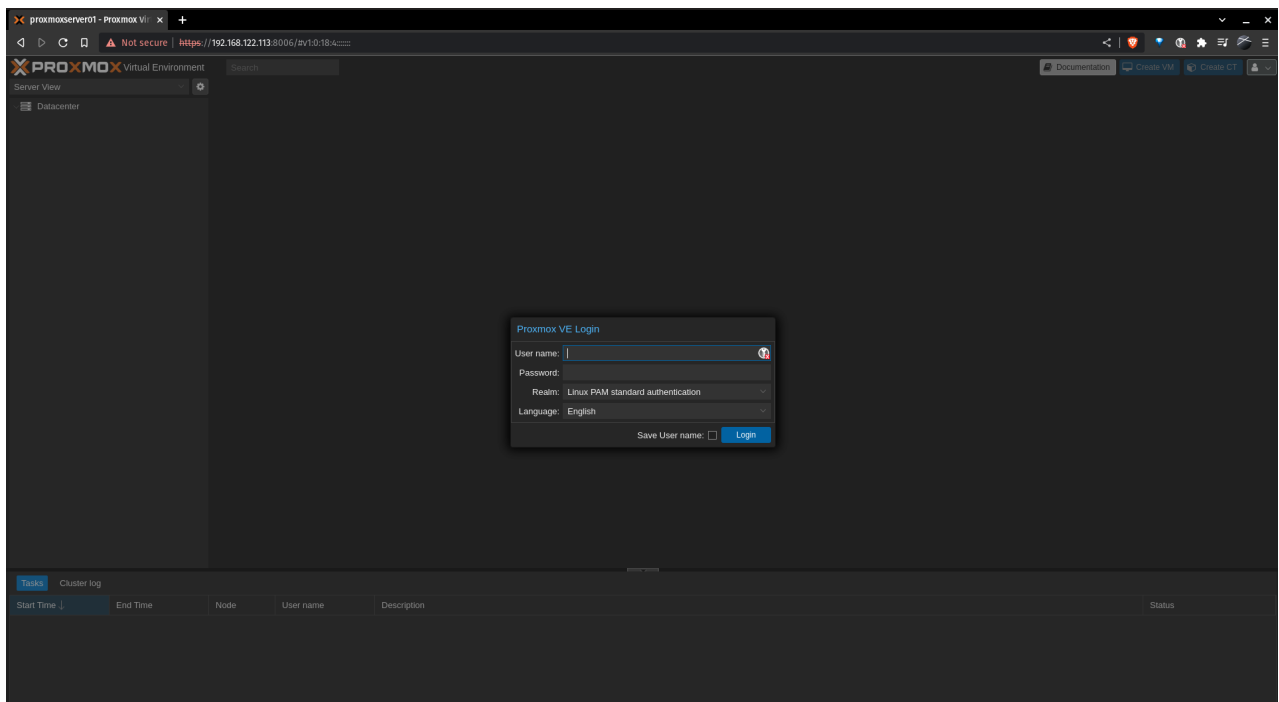 proxmoxserver01 - Proxmox Vir
Not secure | https://192.168.122.113:8006/#v1:0:18:4:::::::
PROXMOX Virtual Environment Search Documentation Create VM Create CT
Server View
Datacenter
Proxmox VE Login
User name:
Password:
Realm: Linux PAM standard authentication
Language: English
Save User name: Login
Tasks Cluster log
Start Time End Time Node User name Description Status